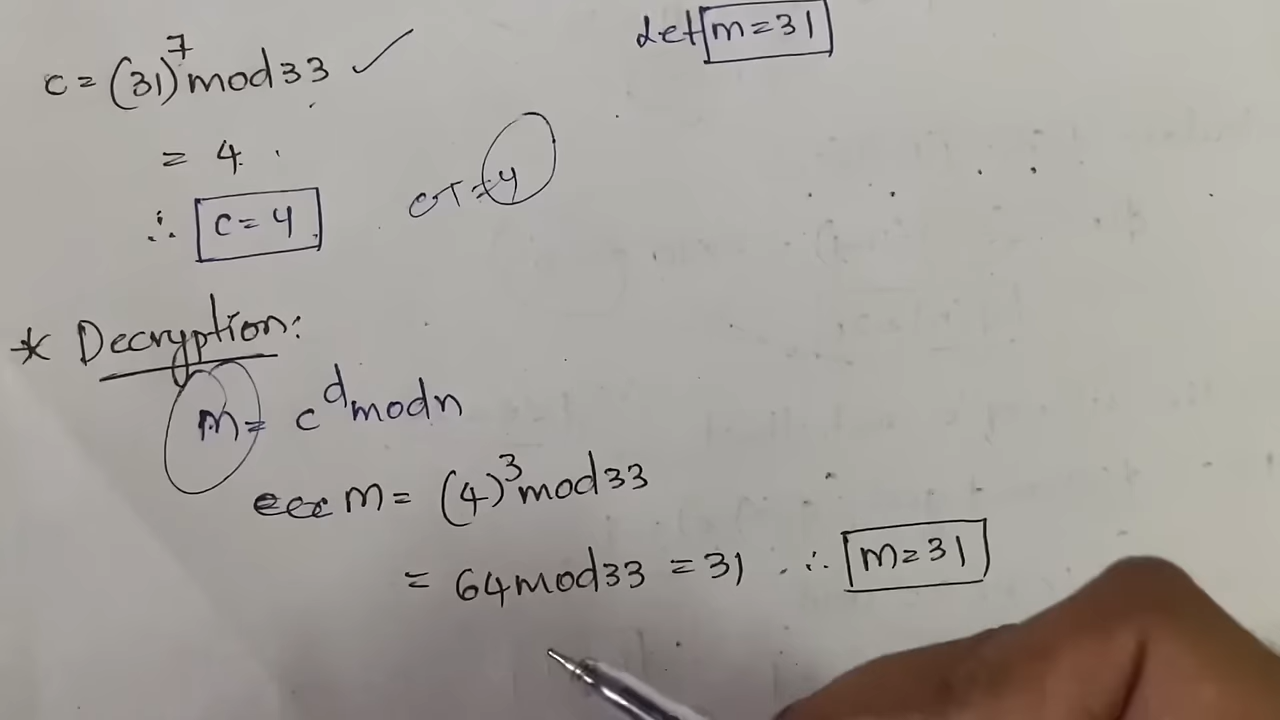 let m=31
c = (31)^7 mod 33 ✓
= 4
CT = 4
∴ c = 4
* Decryption:
m = c^d mod n
m = (4)^3 mod 33
= 64 mod 33 = 31 ∴ m=31